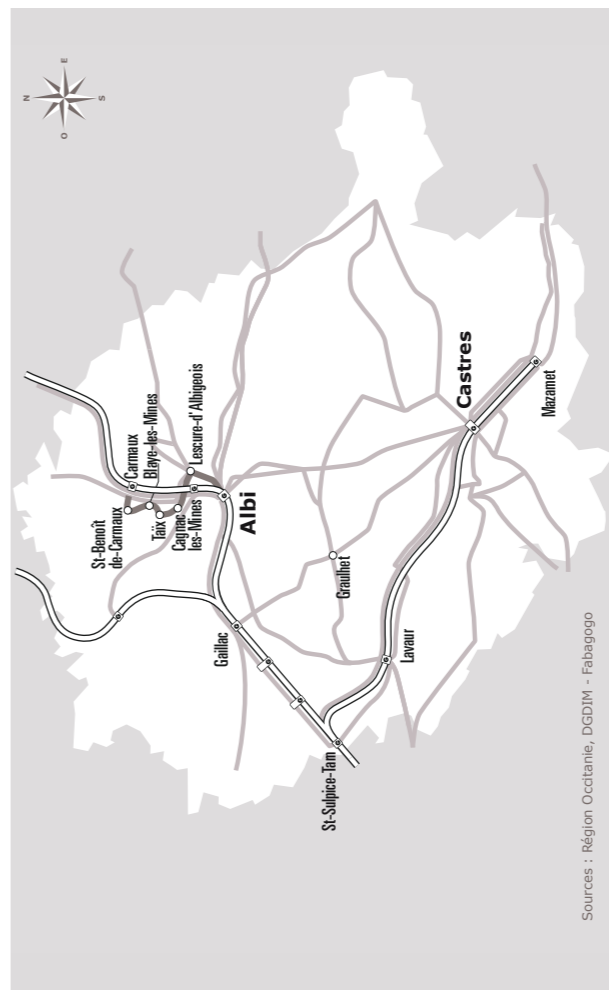 N
E
S
O
Carmaux
Blaye-les-Mines
St-Benoît
de-Carmaux
Taïx
Cagnac
les-Mines
Lescure-d'Albigeois
Albi
Gaillac
Graulhet
Castres
Mazamet
Lavaur
St-Sulpice-Tam
Sources : Région Occitanie, DGDIM - Fabagogo